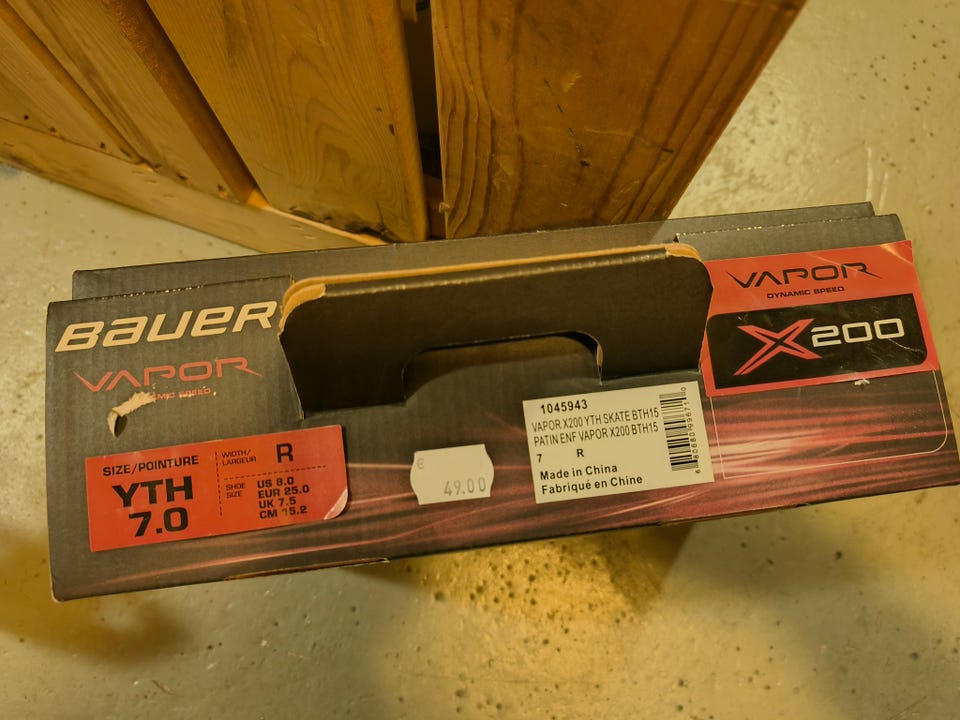 BAUER
VAPOR
SPEED
SIZE/POINTURE
YTH
7.0
WIDTH/
LARGEUR
R
SHOE
SIZE
US 8.0
EUR 25.0
UK 7.5
CM 15.2
€
49.00
1045943
VAPOR X200 YTH SKATE BTH15
PATIN ENF VAPOR X200 BTH15
7 R
Made in China
Fabriqué en Chine
VAPOR
DYNAMIC SPEED
X200